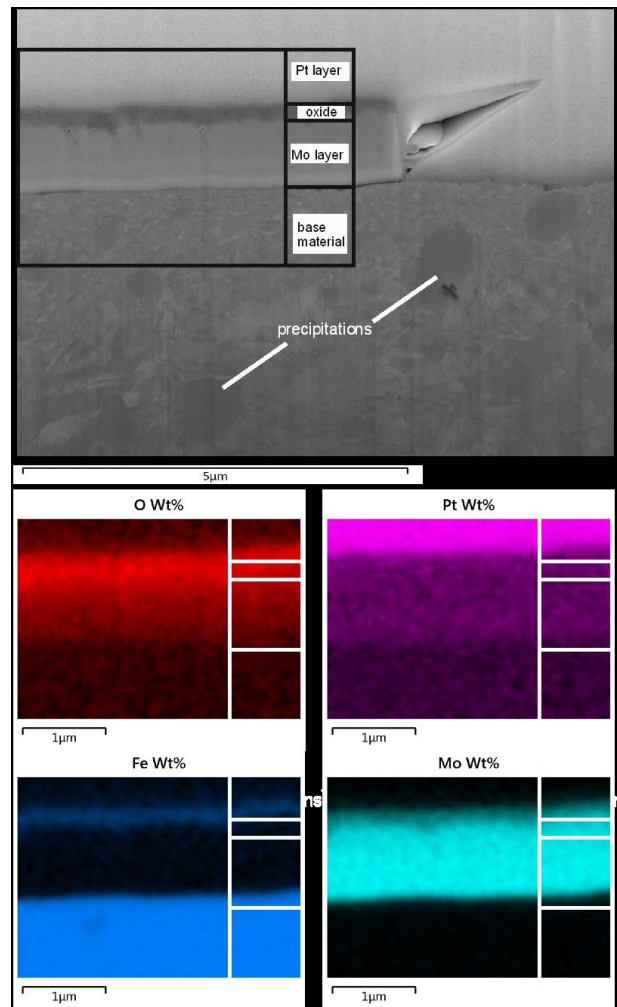 Pt layer
oxide
Mo layer
base
material
precipitations
5µm
O Wt%
Pt Wt%
1µm
1µm
Fe Wt%
Mo Wt%
1µm
1µm